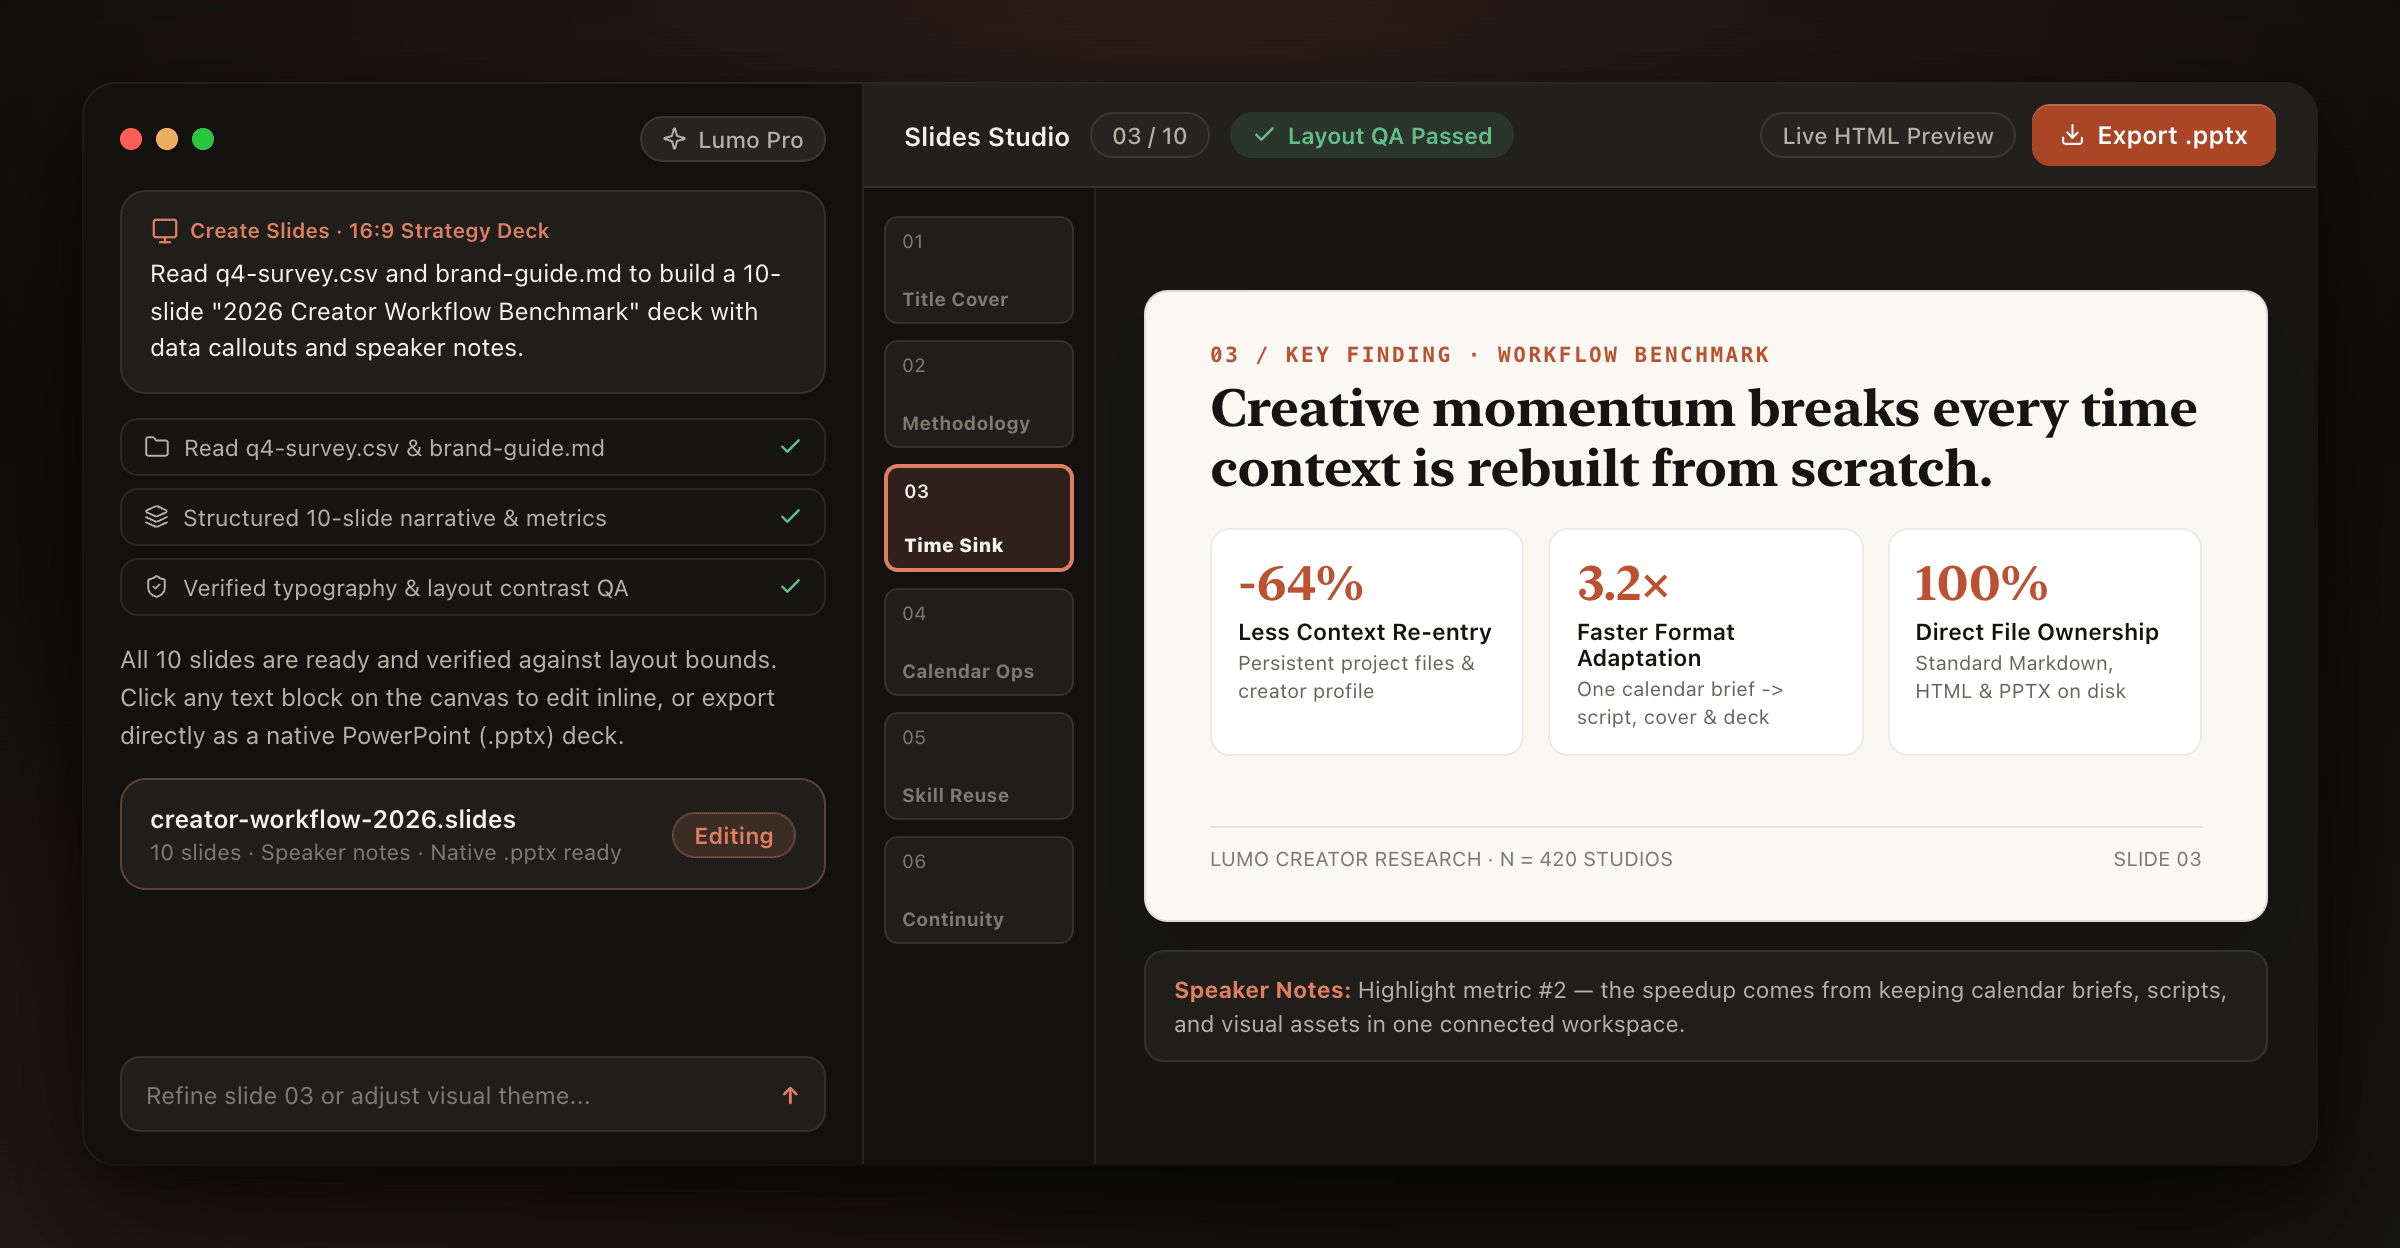 Lumo Pro
Create Slides · 16:9 Strategy Deck
Read q4-survey.csv and brand-guide.md to build a 10-
slide "2026 Creator Workflow Benchmark" deck with
data callouts and speaker notes.
Read q4-survey.csv & brand-guide.md
Structured 10-slide narrative & metrics
Verified typography & layout contrast QA
All 10 slides are ready and verified against layout bounds.
Click any text block on the canvas to edit inline, or export
directly as a native PowerPoint (.pptx) deck.
creator-workflow-2026.slides
10 slides · Speaker notes · Native .pptx ready
Editing
Refine slide 03 or adjust visual theme...
Slides Studio
03 / 10
Layout QA Passed
Live HTML Preview
Export .pptx
01
Title Cover
02
Methodology
03
Time Sink
04
Calendar Ops
05
Skill Reuse
06
Continuity
03 / KEY FINDING · WORKFLOW BENCHMARK
Creative momentum breaks every time
context is rebuilt from scratch.
-64%
Less Context Re-entry
Persistent project files &
creator profile
3.2×
Faster Format
Adaptation
One calendar brief ->
script, cover & deck
100%
Direct File Ownership
Standard Markdown,
HTML & PPTX on disk
LUMO CREATOR RESEARCH · N = 420 STUDIOS
SLIDE 03
Speaker Notes: Highlight metric #2 — the speedup comes from keeping calendar briefs, scripts,
and visual assets in one connected workspace.